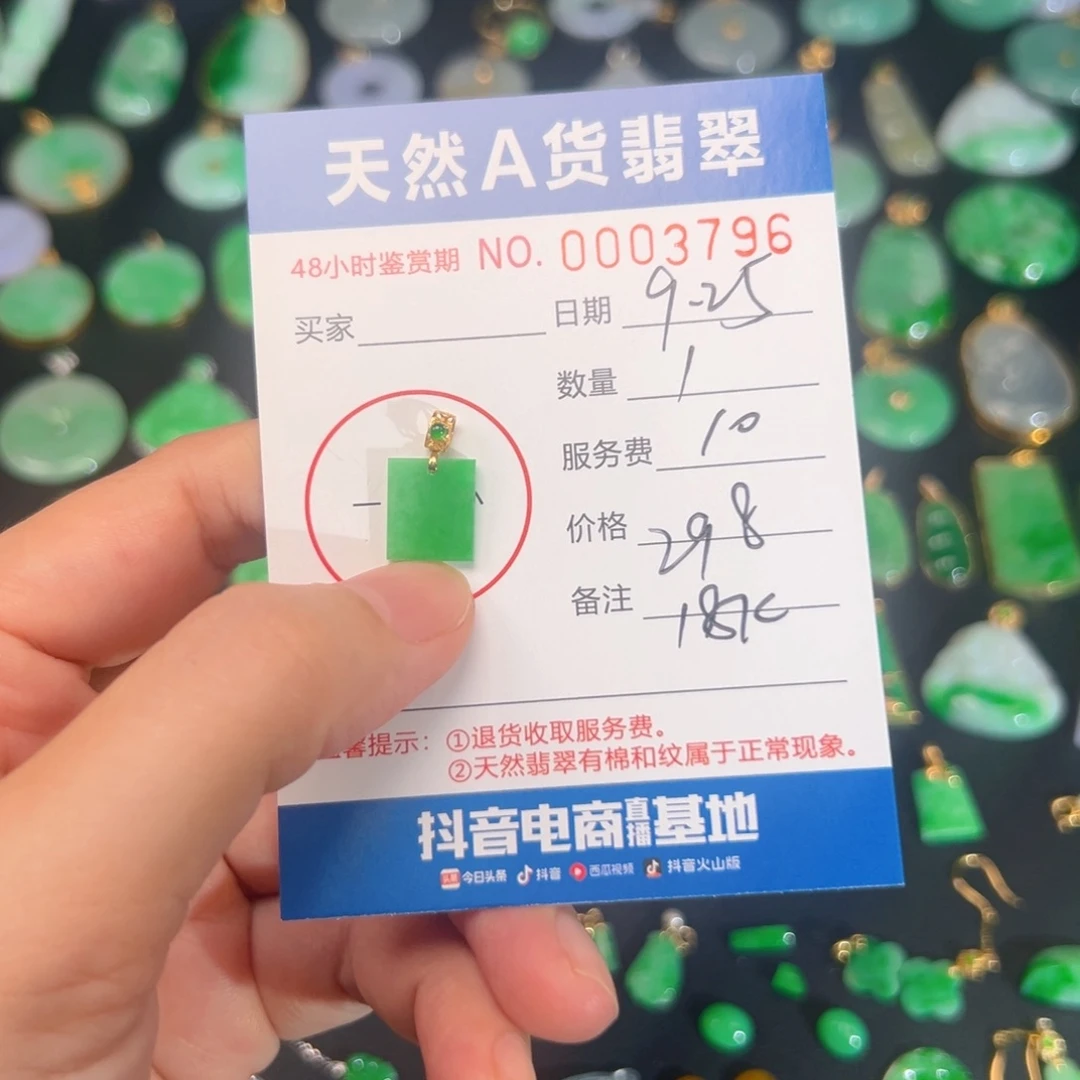 天然A货翡翠
48小时鉴赏期 NO. 0003796
买家
日期 9-25
数量 1
服务费 10
价格 298
备注 18K
提示：①退货收取服务费。
②天然翡翠有棉和纹属于正常现象。
抖音电商直播基地
头条 今日头条 抖音 西瓜视频 抖音火山版